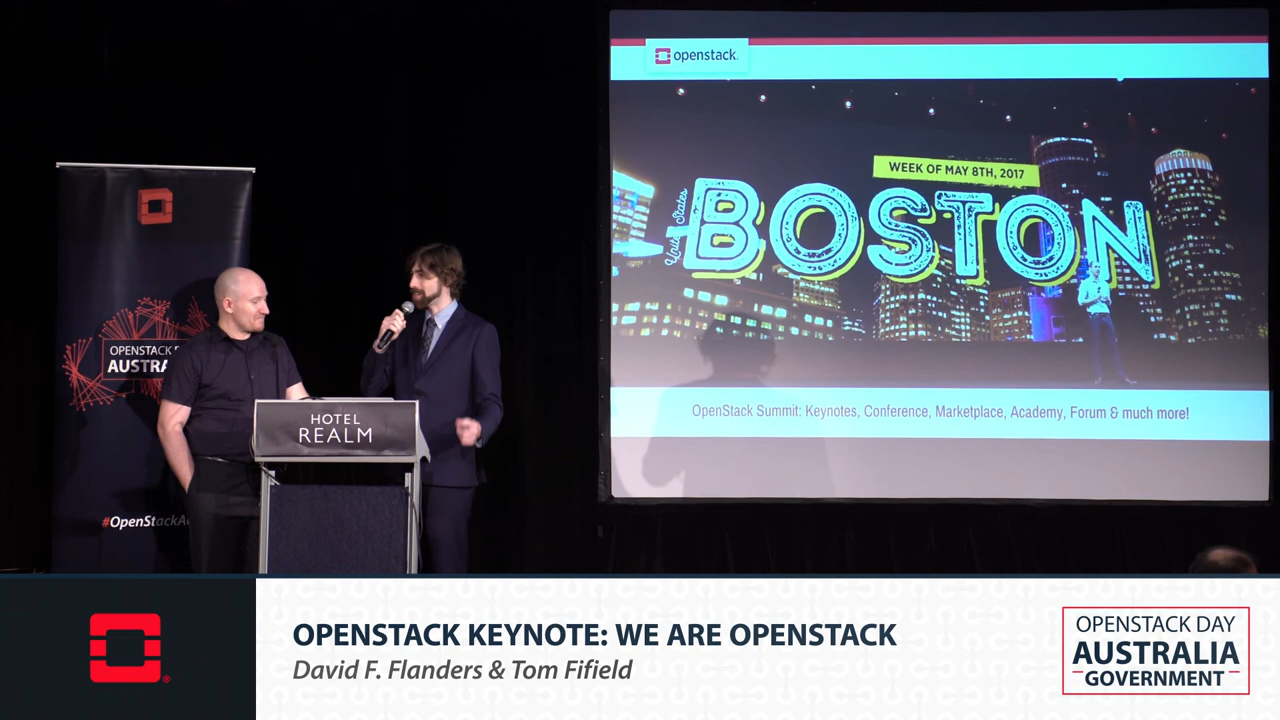 openstack.
WEEK OF MAY 8TH, 2017
United States
BOSTON
OpenStack Summit: Keynotes, Conference, Marketplace, Academy, Forum & much more!
OPENSTACK
AUSTRA
#OpenStackAu
HOTEL
REALM
OPENSTACK KEYNOTE: WE ARE OPENSTACK
David F. Flanders & Tom Fifield
OPENSTACK DAY
AUSTRALIA
GOVERNMENT